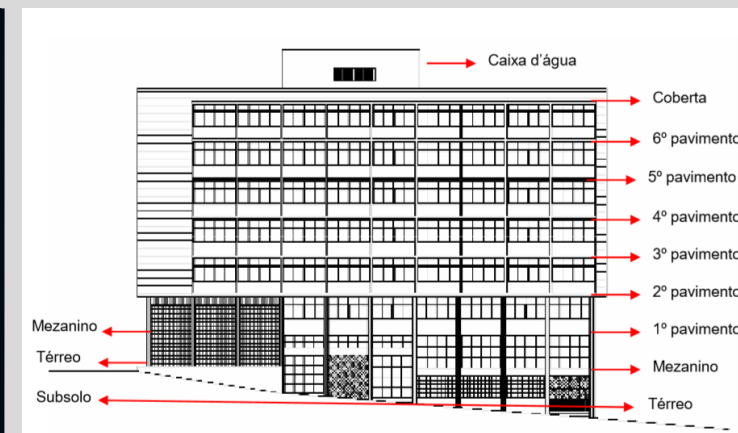 Caixa d'água
Coberta
6º pavimento
5º pavimento
4º pavimento
3º pavimento
2º pavimento
1º pavimento
Mezanino
Térreo
Mezanino
Térreo
Subsolo